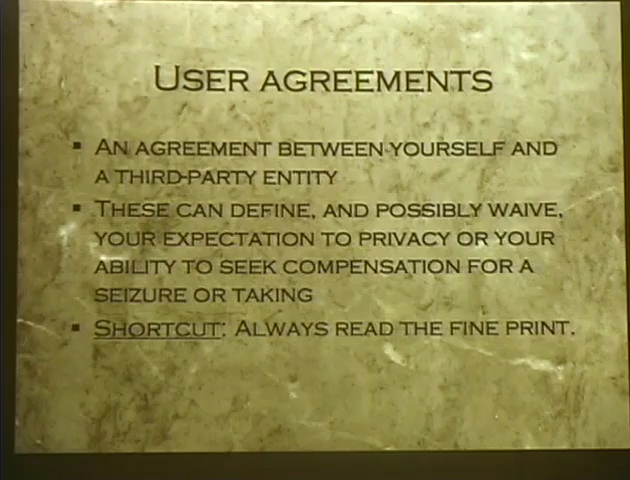 User agreements
▪ An agreement between yourself and
a third-party entity
▪ These can define, and possibly waive,
your expectation to privacy or your
ability to seek compensation for a
seizure or taking
▪ Shortcut: Always read the fine print.